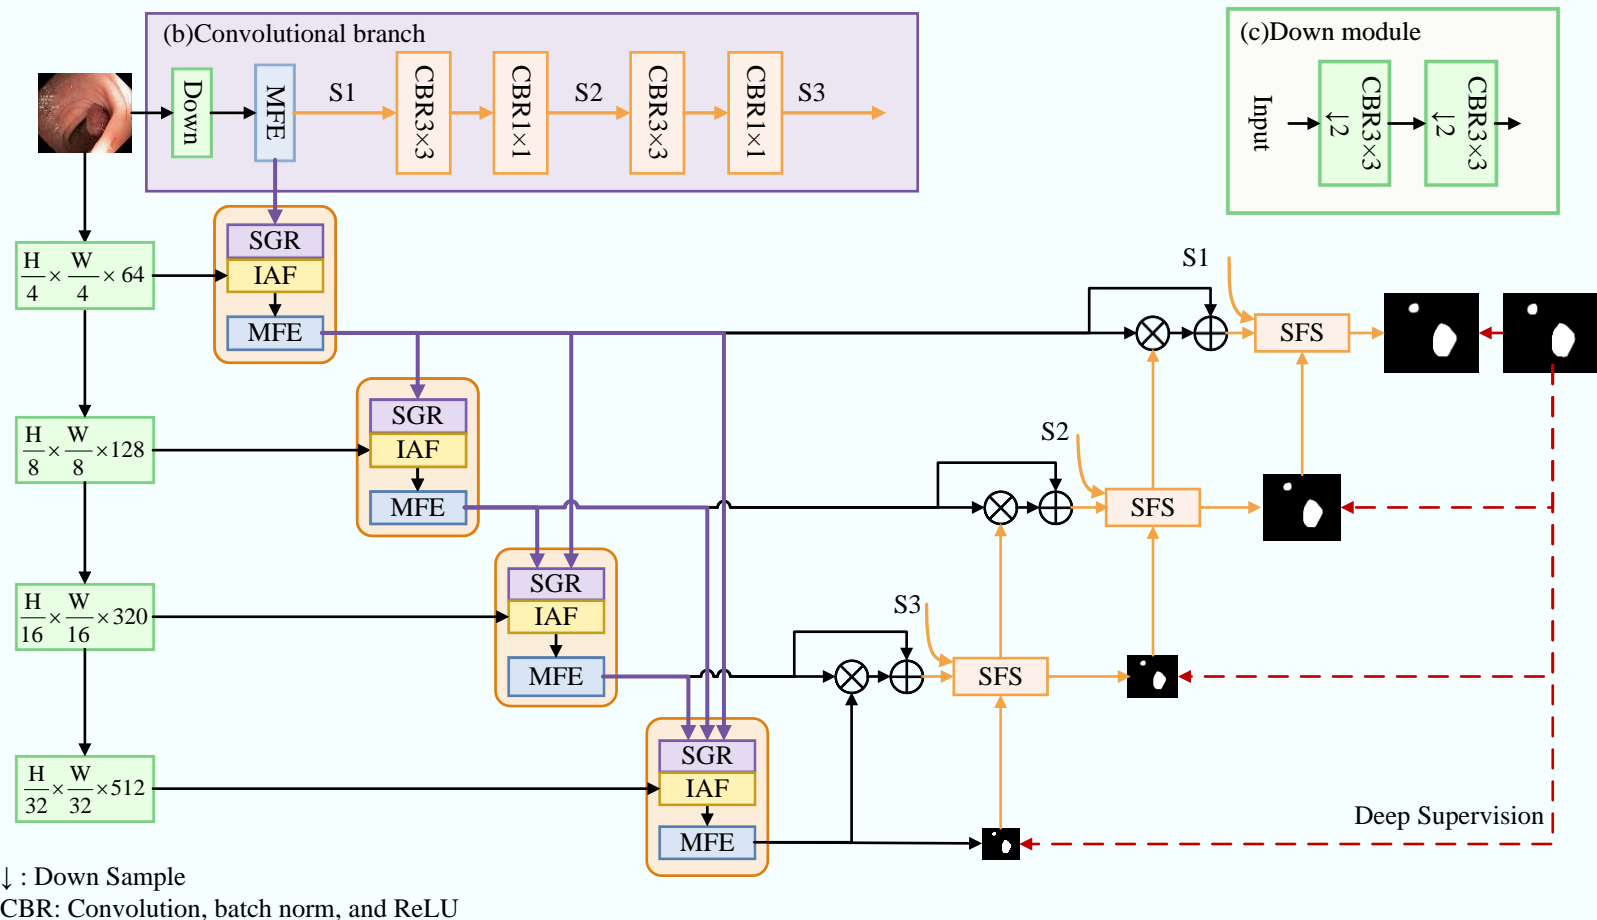 (b)Convolutional branch
Down
MFE
S1
CBR3×3
CBR1×1
S2
CBR3×3
CBR1×1
S3
(c)Down module
Input
CBR3×3
↓2
CBR3×3
↓2
H/4 × W/4 × 64
SGR
IAF
MFE
S1
SFS
H/8 × W/8 ×128
SGR
IAF
MFE
S2
SFS
H/16 × W/16 ×320
SGR
IAF
MFE
S3
SFS
H/32 × W/32 ×512
SGR
IAF
MFE
Deep Supervision
↓ : Down Sample
CBR: Convolution, batch norm, and ReLU